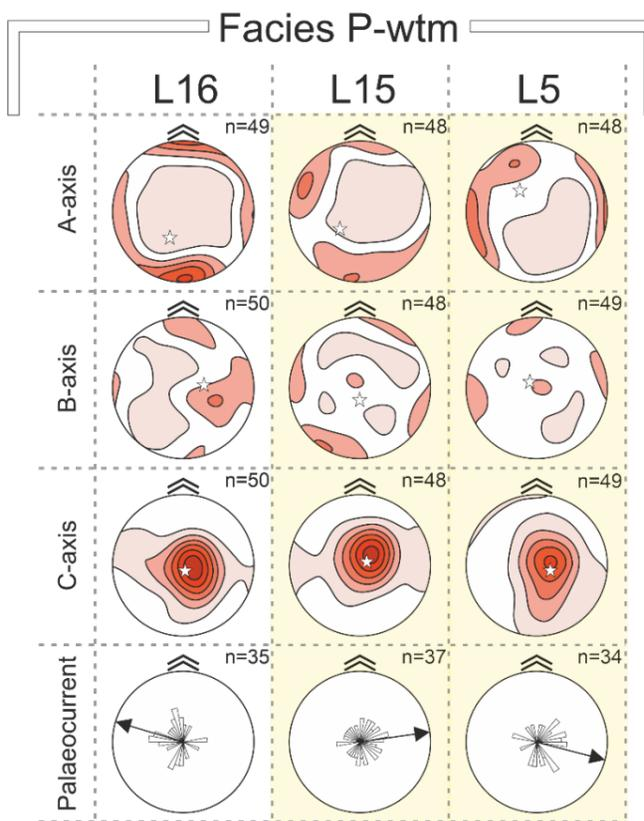 Facies P-wtm
L16 L15 L5
A-axis n=49 n=48 n=48
B-axis n=50 n=48 n=49
C-axis n=50 n=48 n=49
Palaeocurrent n=35 n=37 n=34